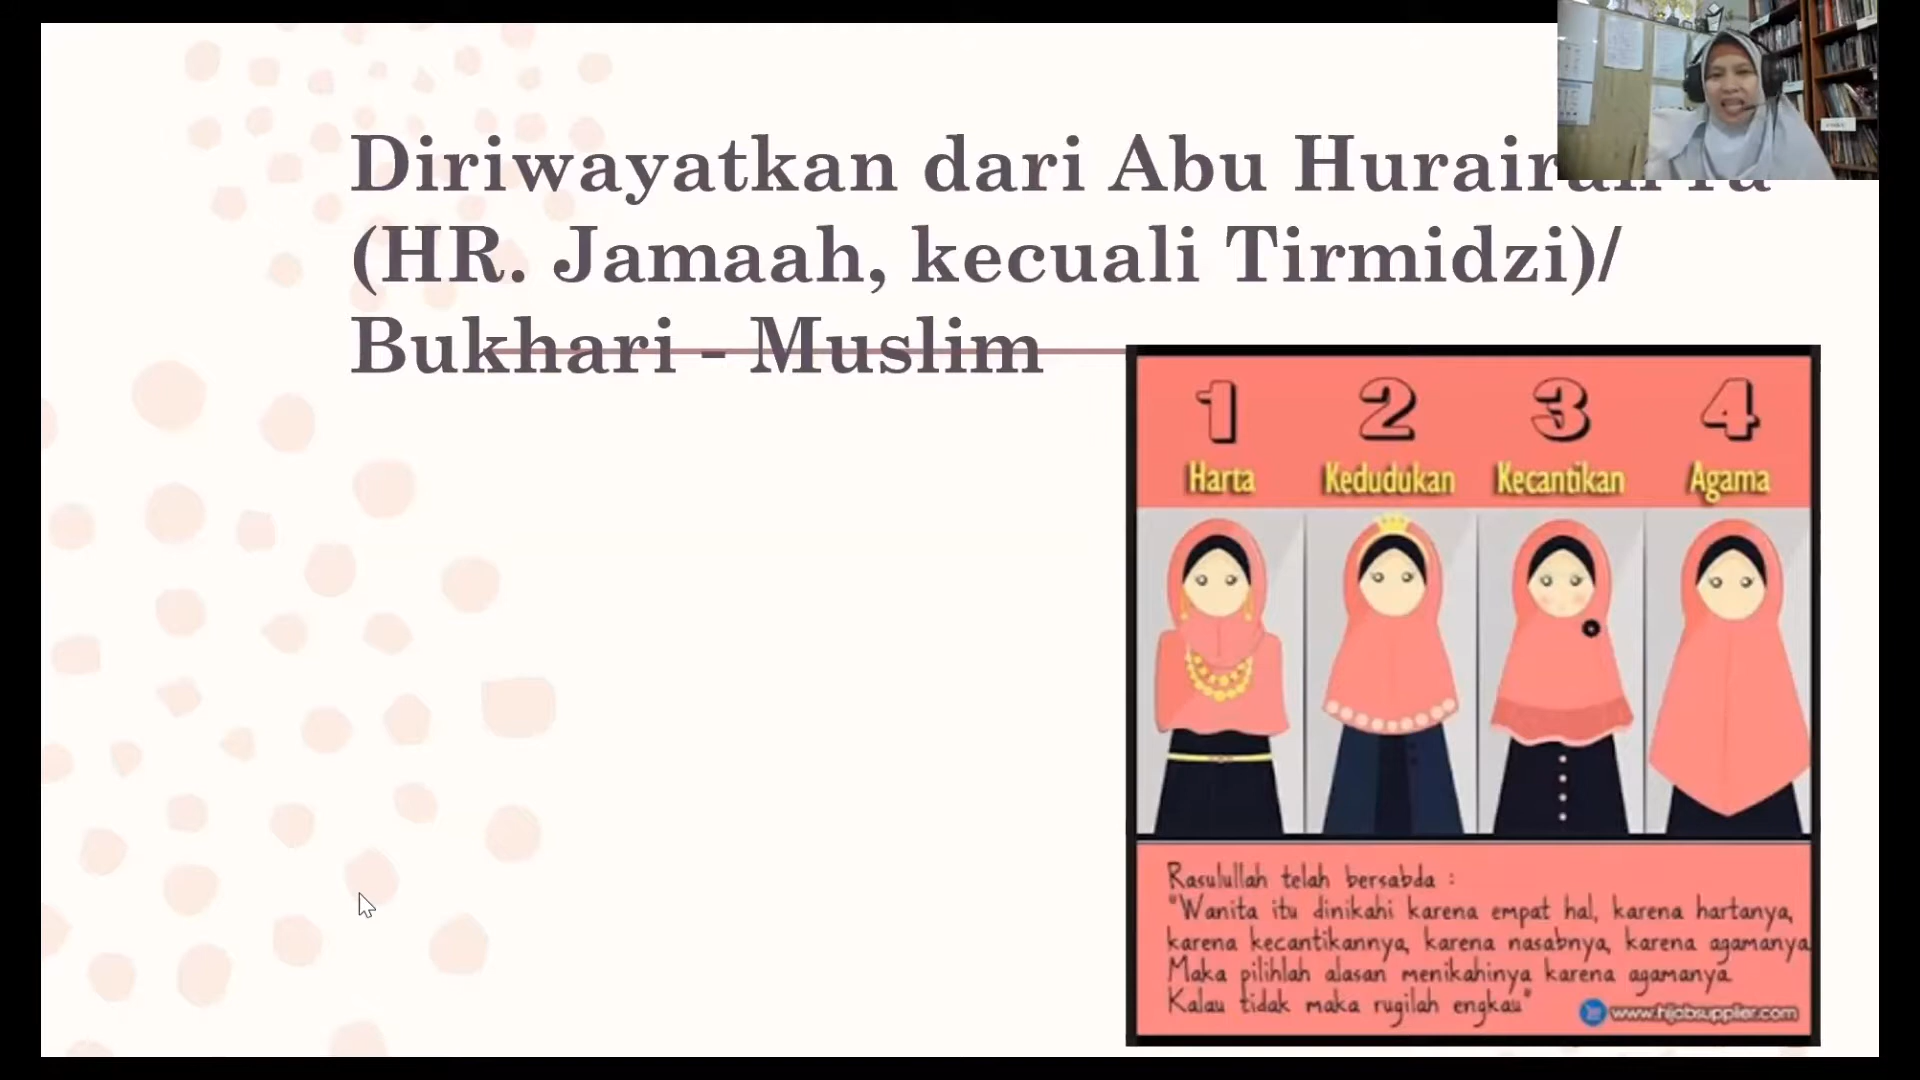 Diriwayatkan dari Abu Hurairah ra
(HR. Jamaah, kecuali Tirmidzi)/
Bukhari - Muslim
1 2 3 4
Harta Kedudukan Kecantikan Agama
Rasulullah telah bersabda :
"Wanita itu dinikahi karena empat hal, karena hartanya,
karena kecantikannya, karena nasabnya, karena agamanya
Maka pilihlah alasan menikahinya karena agamanya.
Kalau tidak maka rugilah engkau"
www.hijabsupplier.com